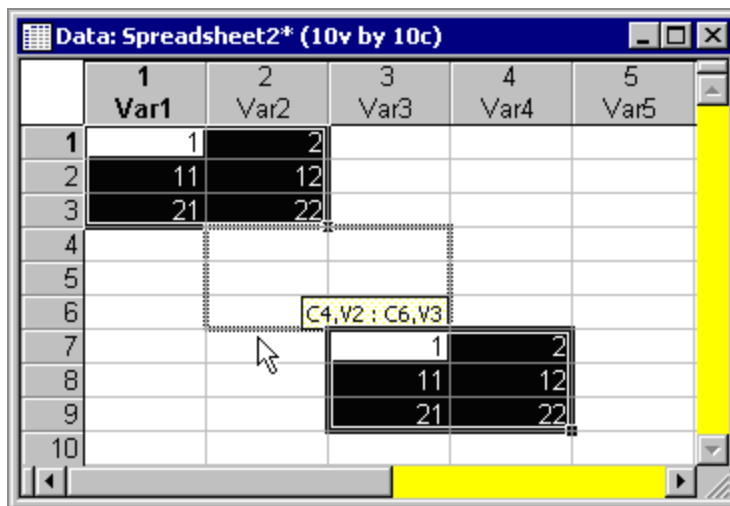 Data: Spreadsheet2* (10v by 10c)
1 2 3 4 5
Var1 Var2 Var3 Var4 Var5
1 1 2
2 11 12
3 21 22
4
5
6 C4,V2 : C6,V3
7 1 2
8 11 12
9 21 22
10